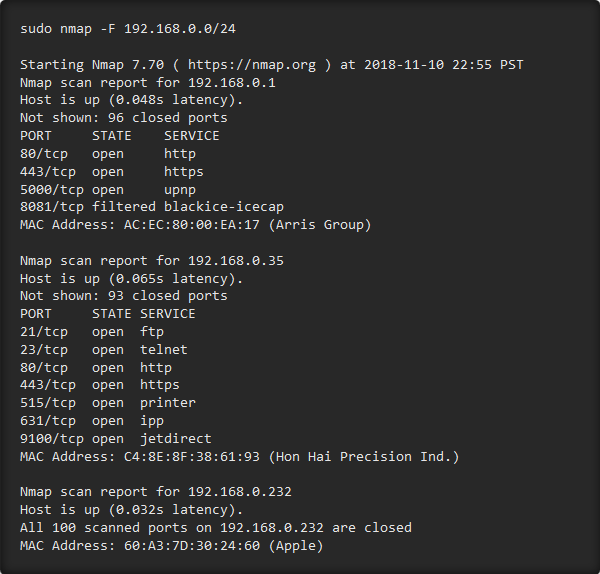 sudo nmap -F 192.168.0.0/24
Starting Nmap 7.70 ( https://nmap.org ) at 2018-11-10 22:55 PST
Nmap scan report for 192.168.0.1
Host is up (0.048s latency).
Not shown: 96 closed ports
PORT     STATE    SERVICE
80/tcp   open     http
443/tcp  open     https
5000/tcp open     upnp
8081/tcp filtered blackice-icecap
MAC Address: AC:EC:80:00:EA:17 (Arris Group)
Nmap scan report for 192.168.0.35
Host is up (0.065s latency).
Not shown: 93 closed ports
PORT     STATE SERVICE
21/tcp   open  ftp
23/tcp   open  telnet
80/tcp   open  http
443/tcp  open  https
515/tcp  open  printer
631/tcp  open  ipp
9100/tcp open  jetdirect
MAC Address: C4:8E:8F:38:61:93 (Hon Hai Precision Ind.)
Nmap scan report for 192.168.0.232
Host is up (0.032s latency).
All 100 scanned ports on 192.168.0.232 are closed
MAC Address: 60:A3:7D:30:24:60 (Apple)